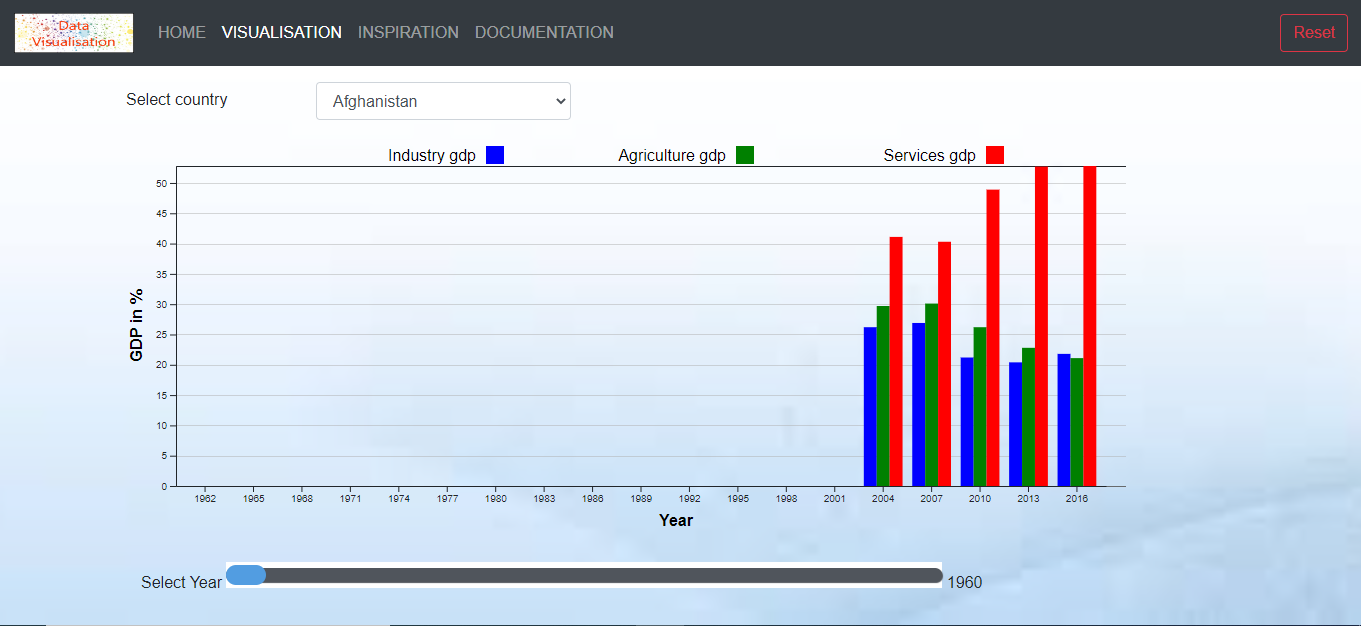 Data
Visualisation
HOME VISUALISATION INSPIRATION DOCUMENTATION Reset
Select country Afghanistan
Industry gdp Agriculture gdp Services gdp
50
45
40
35
30
25
20
15
10
5
0
GDP in %
1962 1965 1968 1971 1974 1977 1980 1983 1986 1989 1992 1995 1998 2001 2004 2007 2010 2013 2016
Year
Select Year 1960